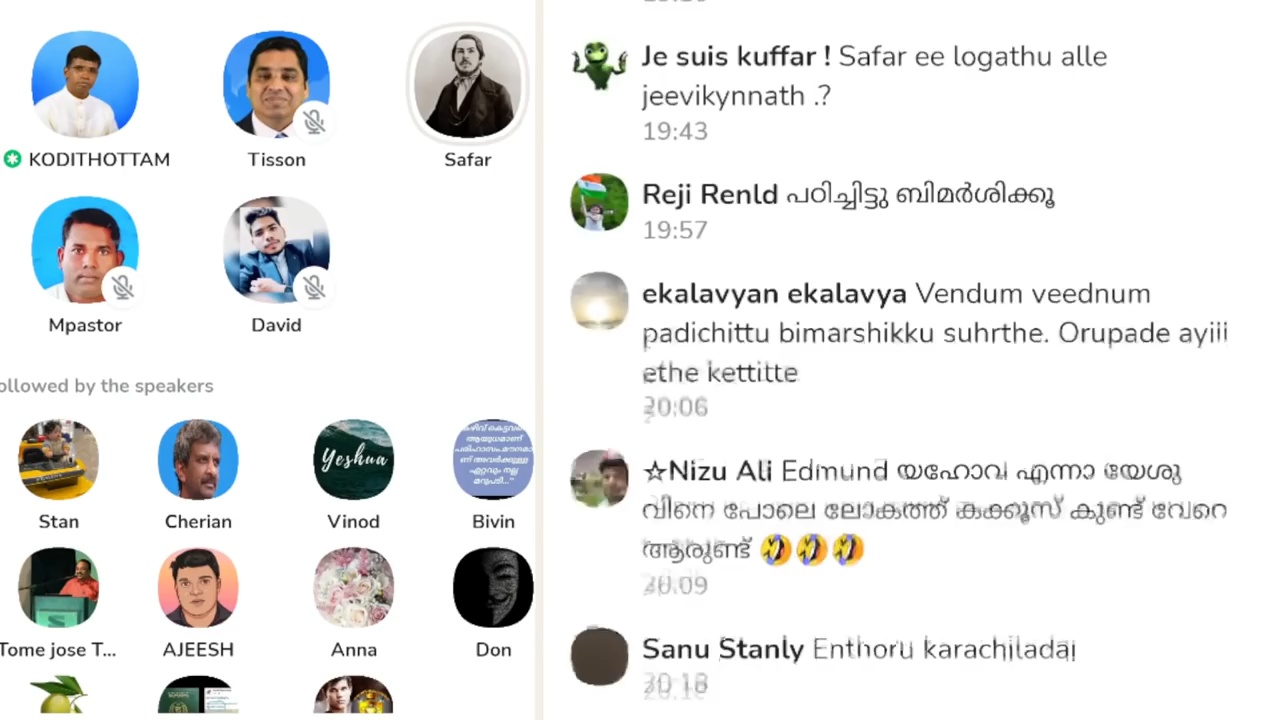 KODITHOTTAM
Tisson
Safar
Mpastor
David
ollowed by the speakers
Yeshua
Stan
Cherian
Vinod
Bivin
Tome jose T...
AJEESH
Anna
Don
Je suis kuffar ! Safar ee logathu alle
jeevikynnath .?
19:43
Reji Renld പഠിച്ചിട്ടു ബിമർശിക്കൂ
19:57
ekalavyan ekalavya Vendum veednum
padichittu bimarshikku suhrthe. Orupade ayiii
ethe kettitte
20:06
☆Nizu Ali Edmund യഹോവ എന്നാ യേശു
വിനെ പോലെ ലോകത്ത് കക്കൂസ് കുണ്ട് വേറെ
ആരുണ്ട് 🤣🤣🤣
20:09
Sanu Stanly Enthoru karachiladaj
20:18